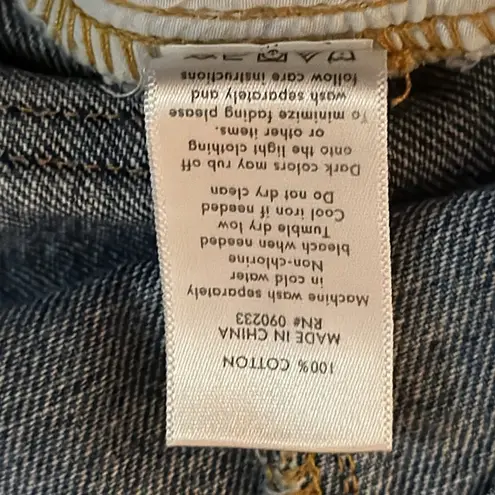 100% COTTON
MADE IN CHINA
RN# 090233
Machine wash separately
in cold water
Non-chlorine
bleach when needed
Tumble dry low
Cool iron if needed
Do not dry clean
Dark colors may rub off
onto the light clothing
or other items.
To minimize fading please
wash separately and
follow care instructions